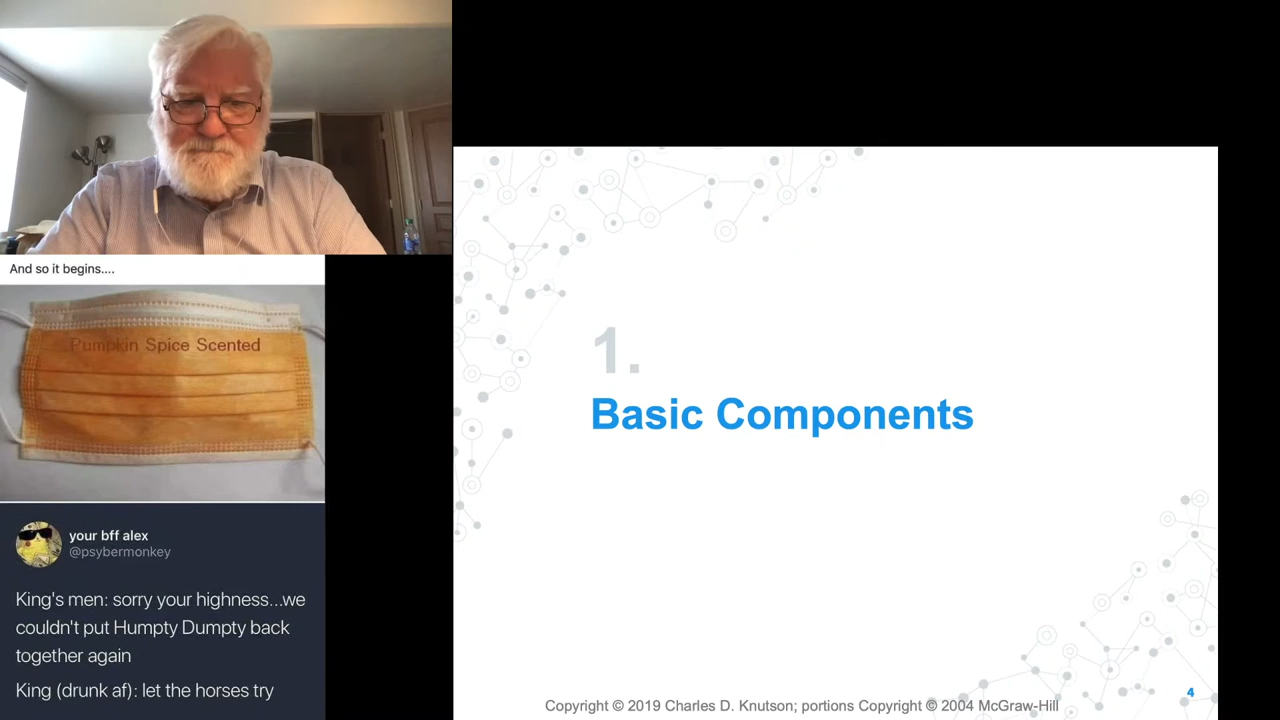 And so it begins....
Pumpkin Spice Scented
your bff alex
@psybermonkey
King's men: sorry your highness...we
couldn't put Humpty Dumpty back
together again
King (drunk af): let the horses try
1.
Basic Components
Copyright © 2019 Charles D. Knutson; portions Copyright © 2004 McGraw-Hill
4